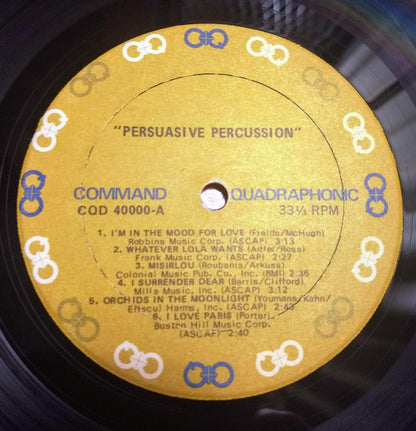 "PERSUASIVE PERCUSSION"
COMMAND QUADRAPHONIC
CQD 40000-A 33⅓ RPM
1. I'M IN THE MOOD FOR LOVE (Fields/McHugh)
Robbins Music Corp. (ASCAP) 3:13
2. WHATEVER LOLA WANTS (Adler/Ross)
Frank Music Corp. (ASCAP) 2:27
3. MISIRLOU (Roubanis/Arkuss)
Colonial Music Pub. Co., Inc. (BMI) 2:36
4. I SURRENDER DEAR (Barris/Clifford)
Mills Music, Inc. (ASCAP) 3:12
5. ORCHIDS IN THE MOONLIGHT (Youmans/Kahn/
Eliscu) Harms, Inc. (ASCAP) 2:43
6. I LOVE PARIS (Porter)
Buxton Hill Music Corp.
(ASCAP) 2:40